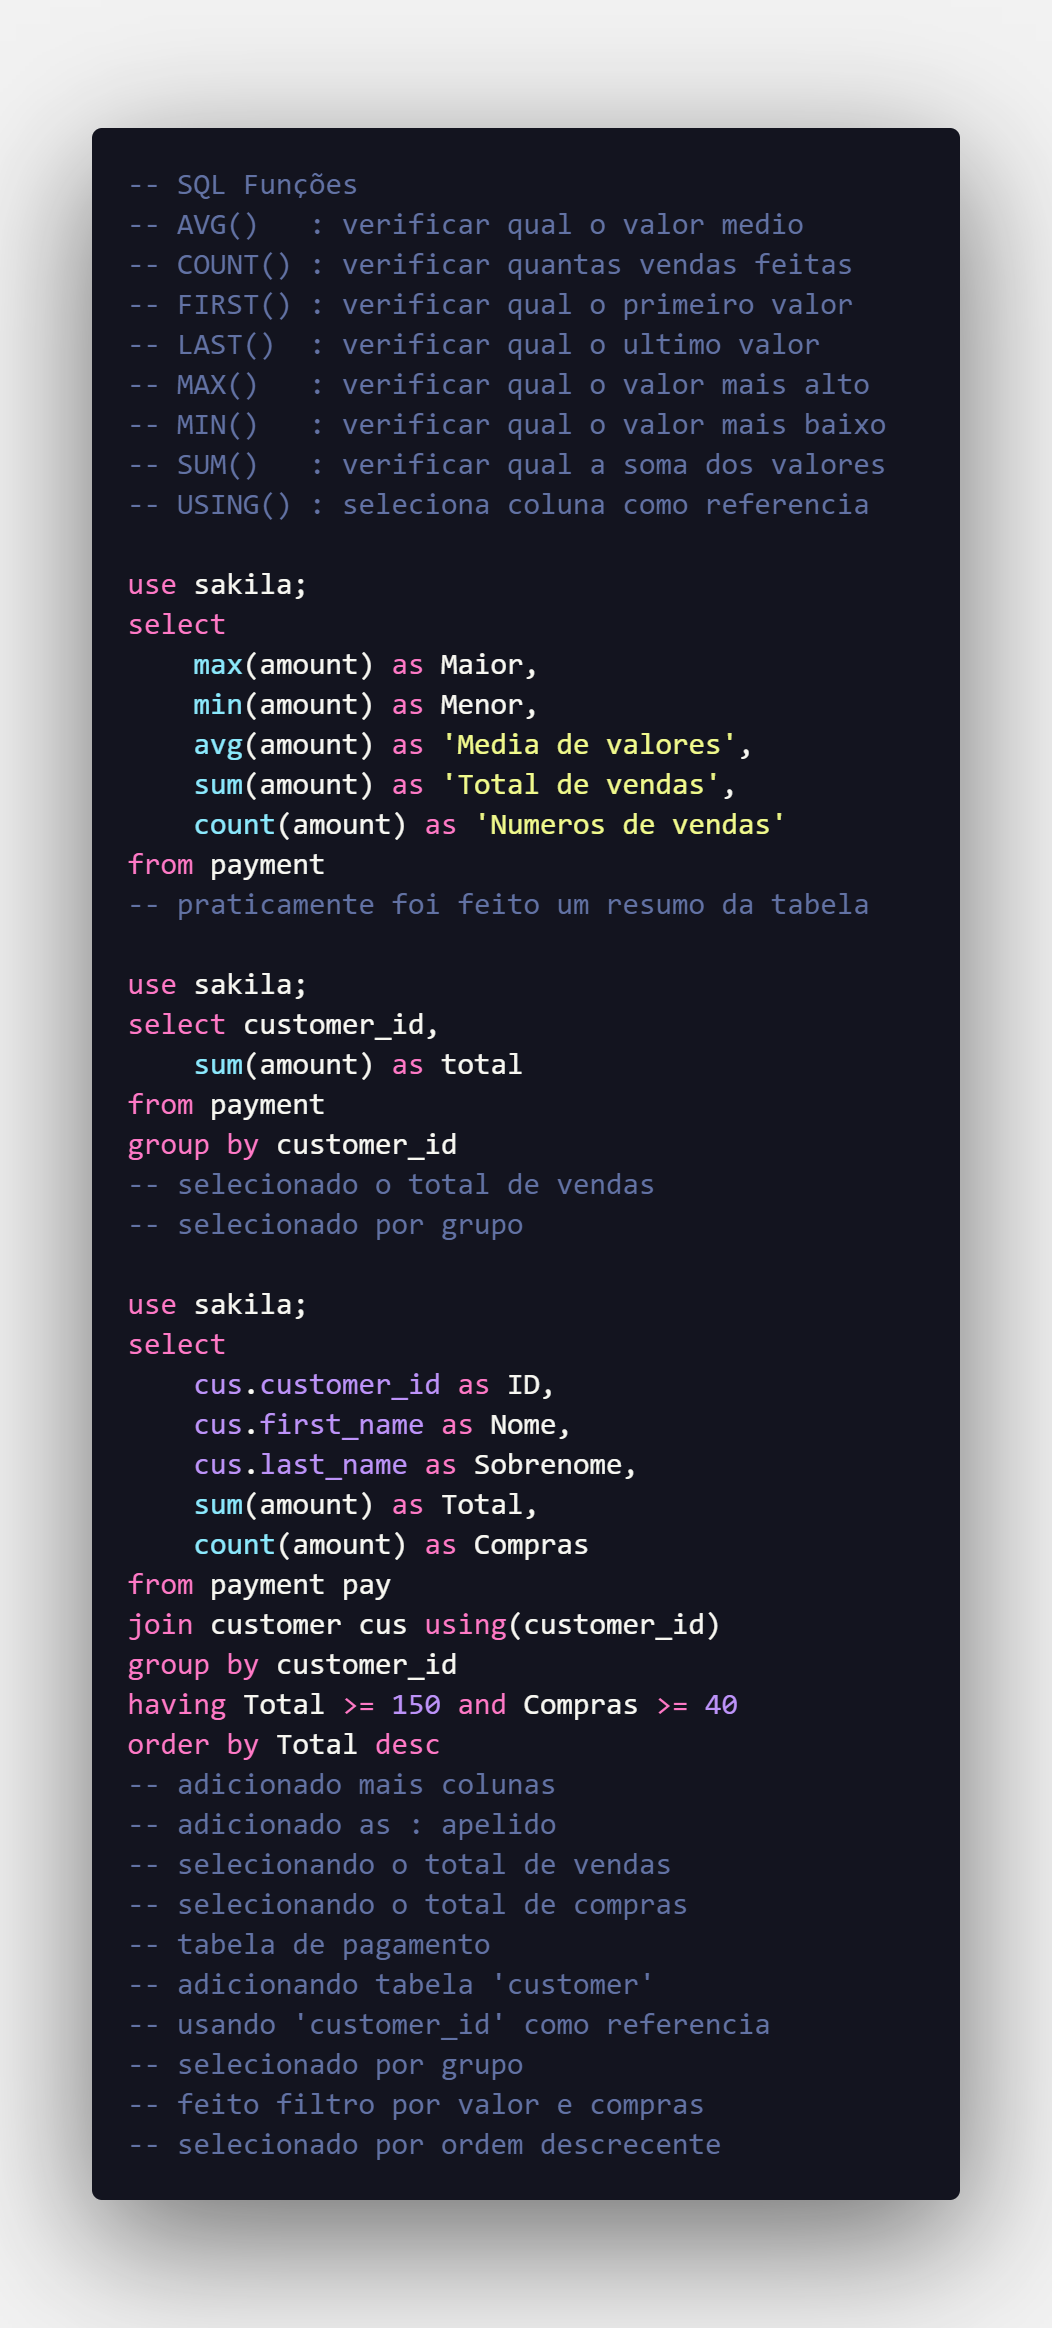 -- SQL Funções
-- AVG()   : verificar qual o valor medio
-- COUNT() : verificar quantas vendas feitas
-- FIRST() : verificar qual o primeiro valor
-- LAST()  : verificar qual o ultimo valor
-- MAX()   : verificar qual o valor mais alto
-- MIN()   : verificar qual o valor mais baixo
-- SUM()   : verificar qual a soma dos valores
-- USING() : seleciona coluna como referencia

use sakila;
select
    max(amount) as Maior,
    min(amount) as Menor,
    avg(amount) as 'Media de valores',
    sum(amount) as 'Total de vendas',
    count(amount) as 'Numeros de vendas'
from payment
-- praticamente foi feito um resumo da tabela

use sakila;
select customer_id,
    sum(amount) as total
from payment
group by customer_id
-- selecionado o total de vendas
-- selecionado por grupo

use sakila;
select
    cus.customer_id as ID,
    cus.first_name as Nome,
    cus.last_name as Sobrenome,
    sum(amount) as Total,
    count(amount) as Compras
from payment pay
join customer cus using(customer_id)
group by customer_id
having Total >= 150 and Compras >= 40
order by Total desc
-- adicionado mais colunas
-- adicionado as : apelido
-- selecionando o total de vendas
-- selecionando o total de compras
-- tabela de pagamento
-- adicionando tabela 'customer'
-- usando 'customer_id' como referencia
-- selecionado por grupo
-- feito filtro por valor e compras
-- selecionado por ordem descrecente